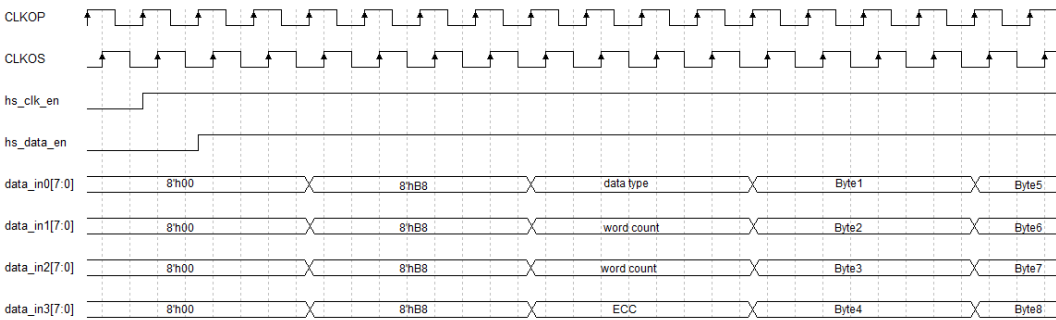 CLKOP
CLKOS
hs_clk_en
hs_data_en
data_in0[7:0] 8'h00 8'hB8 data type Byte1 Byte5
data_in1[7:0] 8'h00 8'hB8 word count Byte2 Byte6
data_in2[7:0] 8'h00 8'hB8 word count Byte3 Byte7
data_in3[7:0] 8'h00 8'hB8 ECC Byte4 Byte8